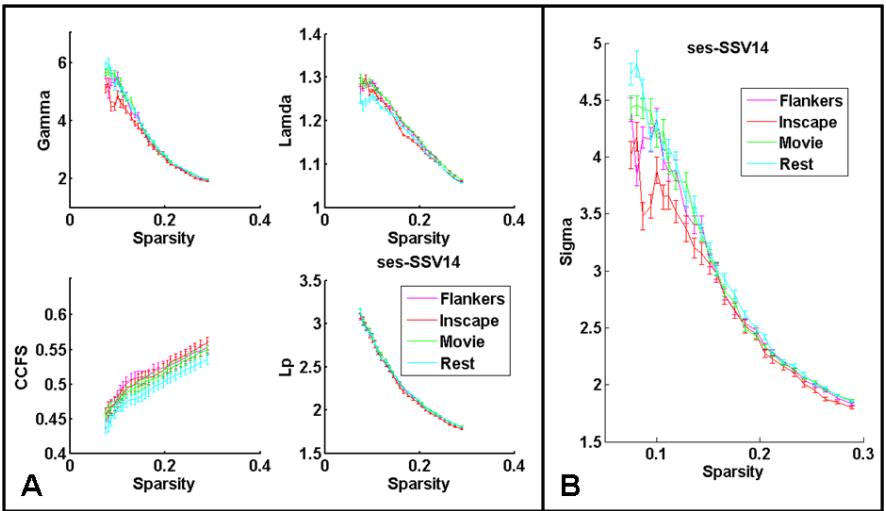 6
4
2
Gamma
0
0.2
0.4
Sparsity
1.4
1.3
1.2
1.1
1
Lamda
0
0.2
0.4
Sparsity
0.6
0.55
0.5
0.45
0.4
CCFS
0
0.2
0.4
Sparsity
ses-SSV14
3.5
3
2.5
2
1.5
Lp
Flankers
Inscape
Movie
Rest
0
0.2
0.4
Sparsity
A
ses-SSV14
5
4.5
4
3.5
3
2.5
2
1.5
Sigma
Flankers
Inscape
Movie
Rest
0.1
0.2
0.3
Sparsity
B